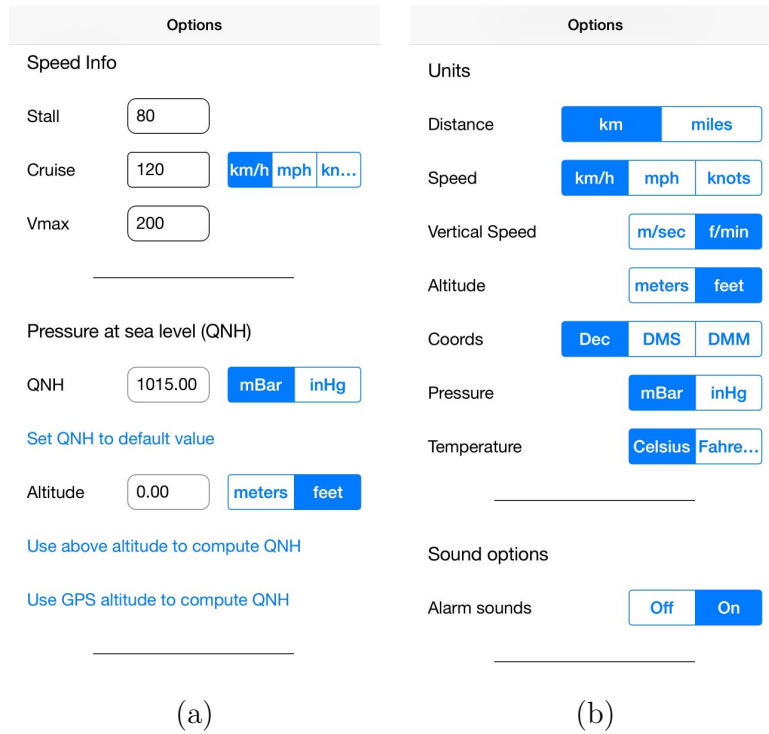 Options
Speed Info
Stall 80
Cruise 120 km/h mph kn...
Vmax 200
Pressure at sea level (QNH)
QNH 1015.00 mBar inHg
Set QNH to default value
Altitude 0.00 meters feet
Use above altitude to compute QNH
Use GPS altitude to compute QNH
(a)
Options
Units
Distance km miles
Speed km/h mph knots
Vertical Speed m/sec f/min
Altitude meters feet
Coords Dec DMS DMM
Pressure mBar inHg
Temperature Celsius Fahre...
Sound options
Alarm sounds Off On
(b)